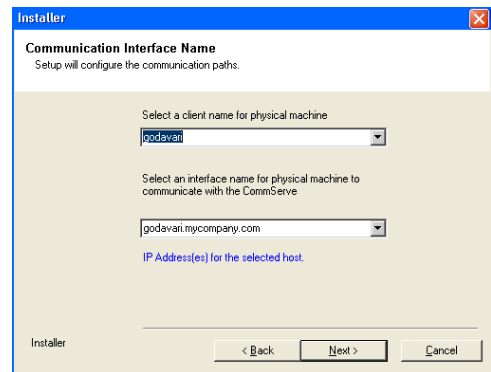 Installer
Communication Interface Name
Setup will configure the communication paths.
Select a client name for physical machine
godavari
Select an interface name for physical machine to
communicate with the CommServe
godavari.mycompany.com
IP Address(es) for the selected host.
Installer
< Back
Next >
Cancel